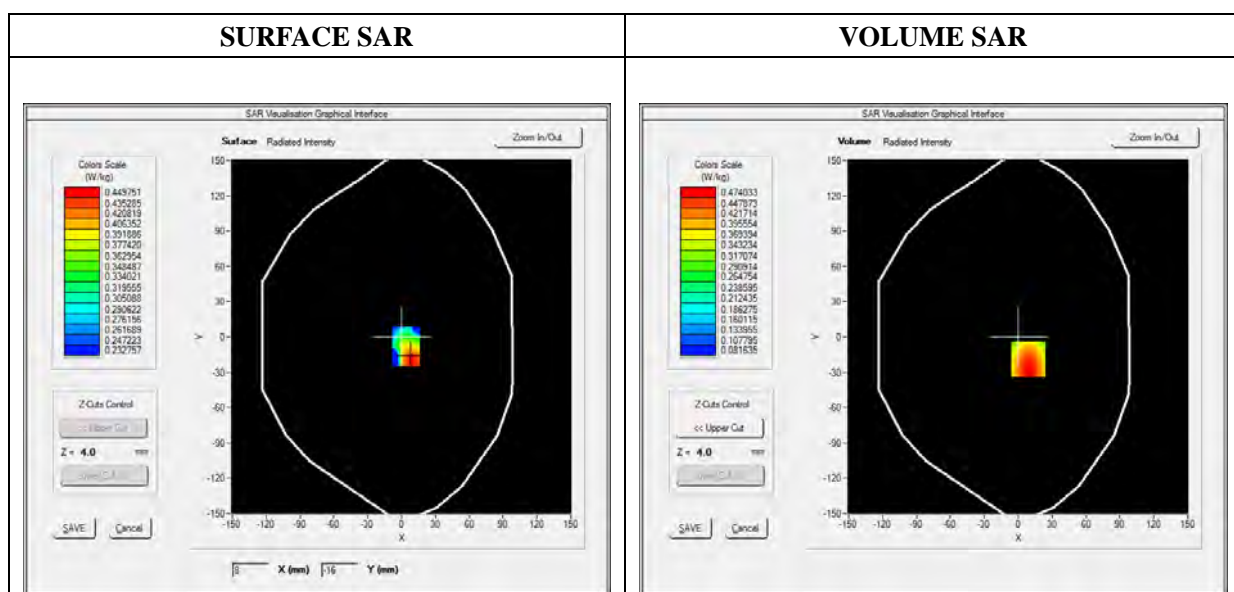 SURFACE SAR
VOLUME SAR
SAR Visualisation Graphical Interface
Surface Radiated Intensity
Zoom In/Out
Colors Scale
(W/kg)
0.449751
0.435285
0.420819
0.406352
0.391886
0.377420
0.362954
0.348487
0.334021
0.319555
0.305088
0.290622
0.276156
0.261689
0.247223
0.232757
Z-Cuts Control
<< Upper Cut
Z = 4.0 mm
SAVE Cancel
150
120
90
60
30
0
-30
-60
-90
-120
-150
Y
-150 -120 -90 -60 -30 0 30 60 90 120 150
X
8 X (mm) -16 Y (mm)
SAR Visualisation Graphical Interface
Volume Radiated Intensity
Zoom In/Out
Colors Scale
(W/kg)
0.474033
0.447873
0.421714
0.395554
0.369394
0.343234
0.317074
0.290914
0.264754
0.238595
0.212435
0.186275
0.160115
0.133955
0.107795
0.081635
Z-Cuts Control
<< Upper Cut
Z = 4.0 mm
SAVE Cancel
150
120
90
60
30
0
-30
-60
-90
-120
-150
Y
-150 -120 -90 -60 -30 0 30 60 90 120 150
X